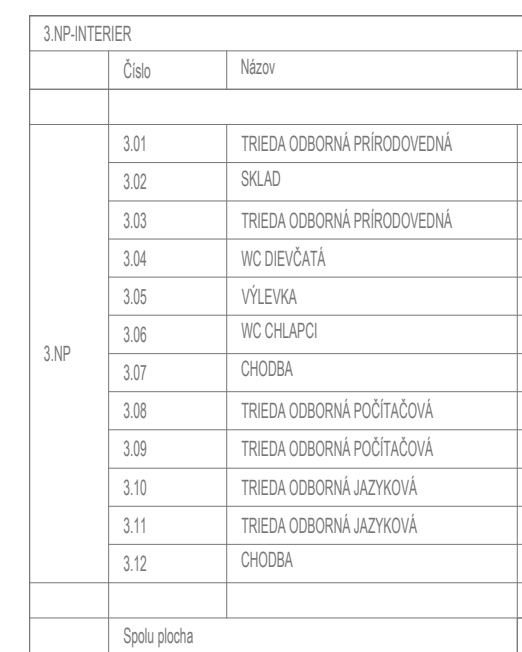 3.NP-INTERIER
Číslo Názov
3.01 TRIEDA ODBORNÁ PRÍRODOVEDNÁ
3.02 SKLAD
3.03 TRIEDA ODBORNÁ PRÍRODOVEDNÁ
3.04 WC DIEVČATÁ
3.05 VÝLEVKA
3.06 WC CHLAPCI
3.NP
3.07 CHODBA
3.08 TRIEDA ODBORNÁ POČÍTAČOVÁ
3.09 TRIEDA ODBORNÁ POČÍTAČOVÁ
3.10 TRIEDA ODBORNÁ JAZYKOVÁ
3.11 TRIEDA ODBORNÁ JAZYKOVÁ
3.12 CHODBA
Spolu plocha